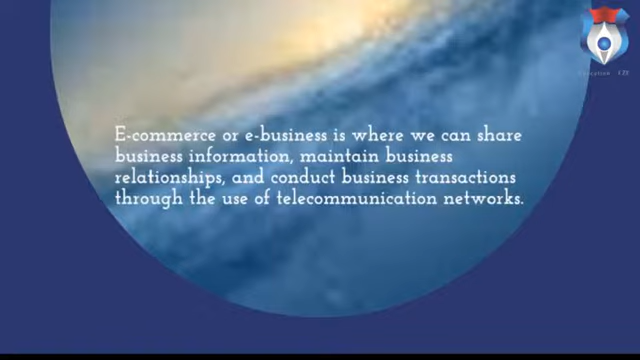 E-commerce or e-business is where we can share
business information, maintain business
relationships, and conduct business transactions
through the use of telecommunication networks.